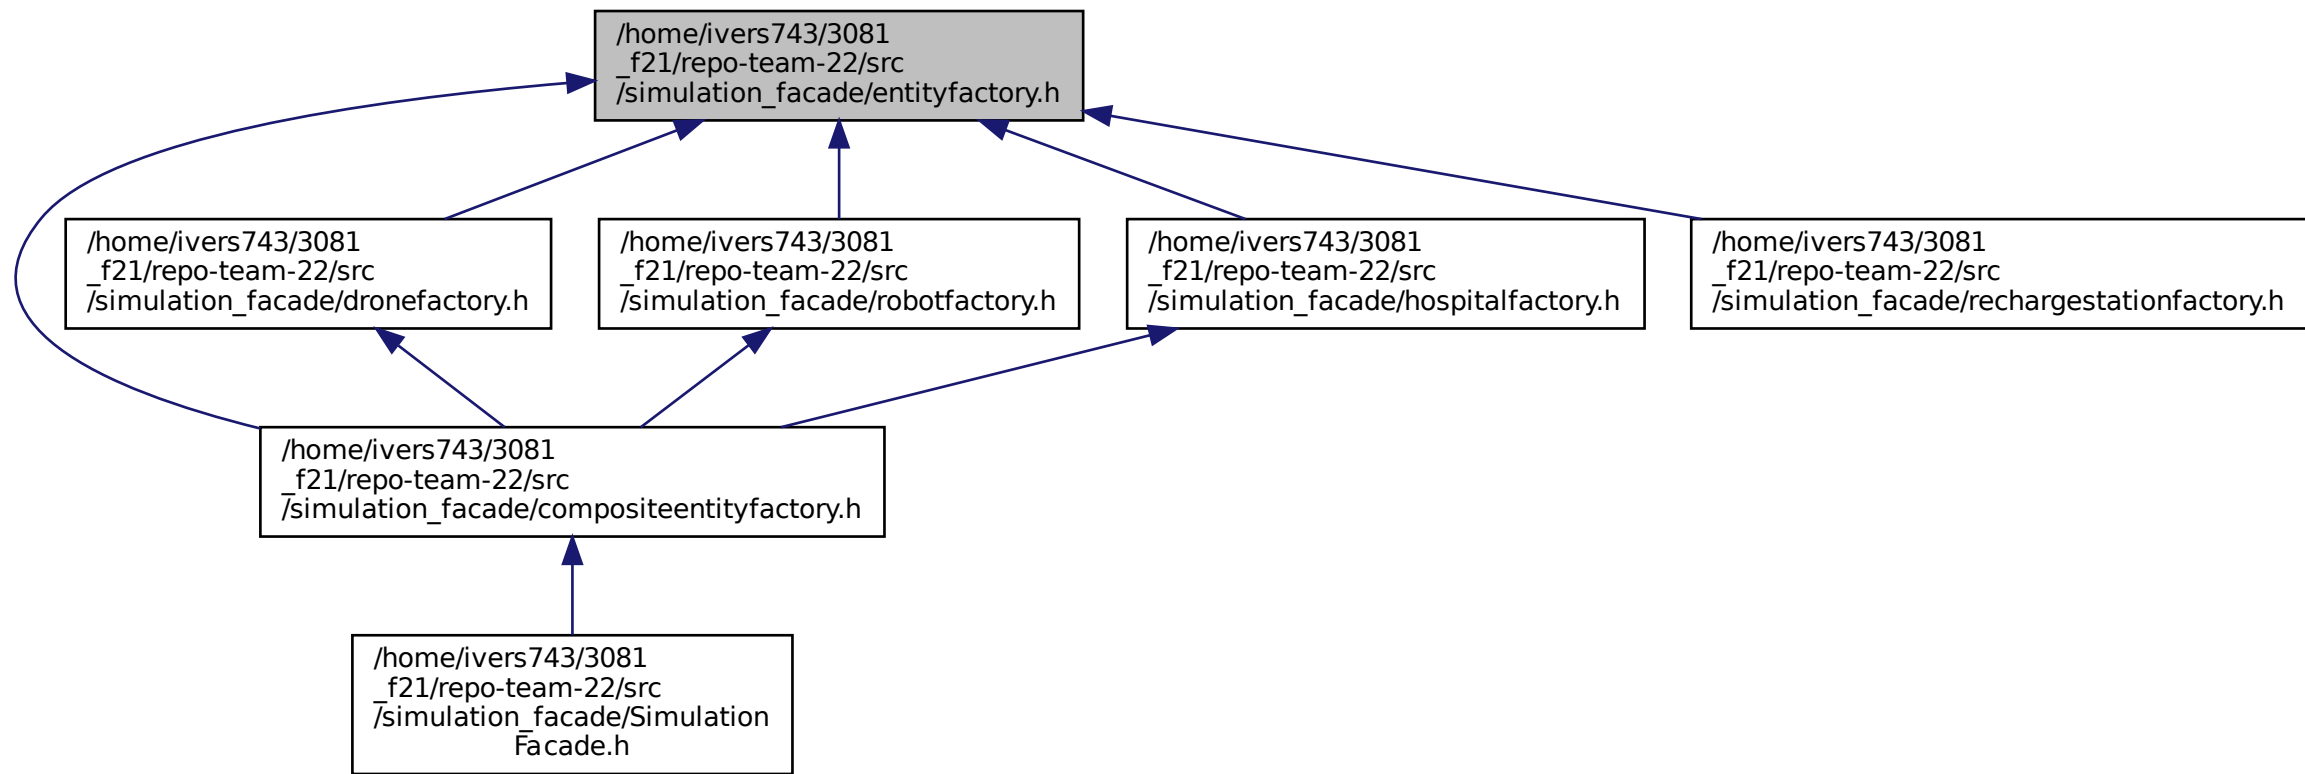 /home/ivers743/3081
_f21/repo-team-22/src
/simulation_facade/entityfactory.h
/home/ivers743/3081
_f21/repo-team-22/src
/simulation_facade/dronefactory.h
/home/ivers743/3081
_f21/repo-team-22/src
/simulation_facade/robotfactory.h
/home/ivers743/3081
_f21/repo-team-22/src
/simulation_facade/hospitalfactory.h
/home/ivers743/3081
_f21/repo-team-22/src
/simulation_facade/rechargestationfactory.h
/home/ivers743/3081
_f21/repo-team-22/src
/simulation_facade/compositeentityfactory.h
/home/ivers743/3081
_f21/repo-team-22/src
/simulation_facade/Simulation
Facade.h